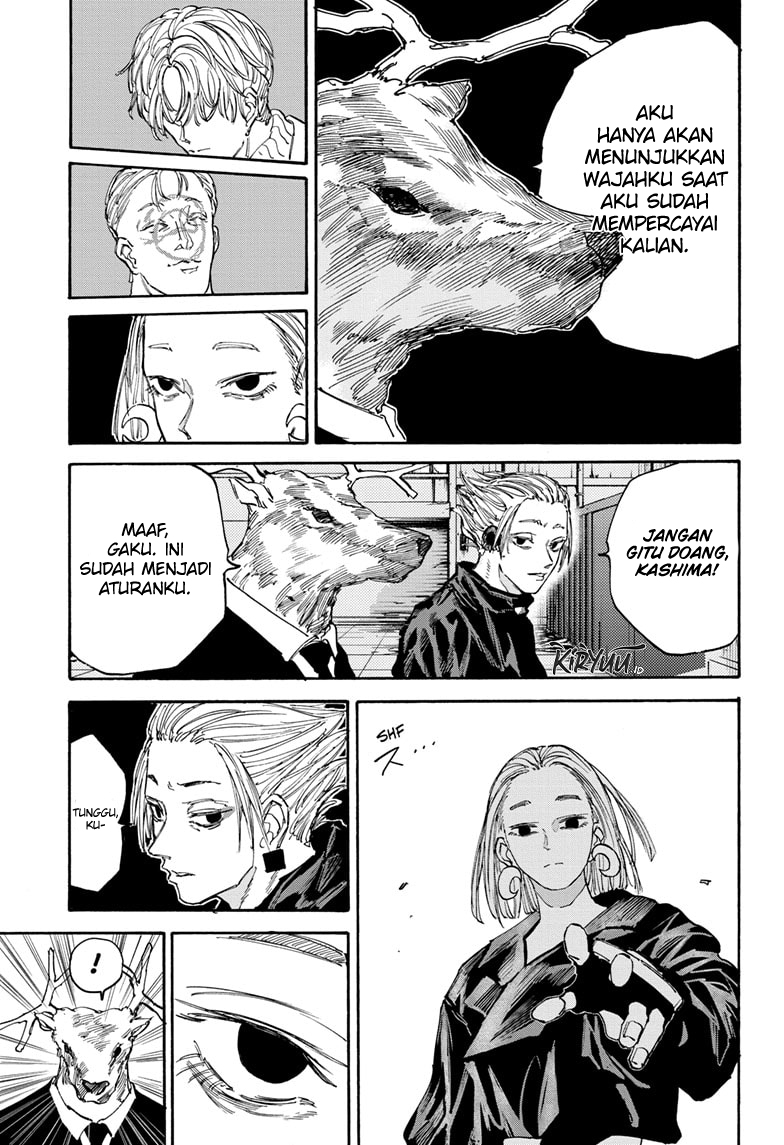 AKU
HANYA AKAN
MENUNJUKKAN
WAJAHKU SAAT
AKU SUDAH
MEMPERCAYAI
KALIAN.
JANGAN
GITU DOANG,
KASHIMA!
MAAF,
GAKU. INI
SUDAH MENJADI
ATURANKU.
KIRYUU.ID
SHF
ス...
TUNGGU,
KU-
!